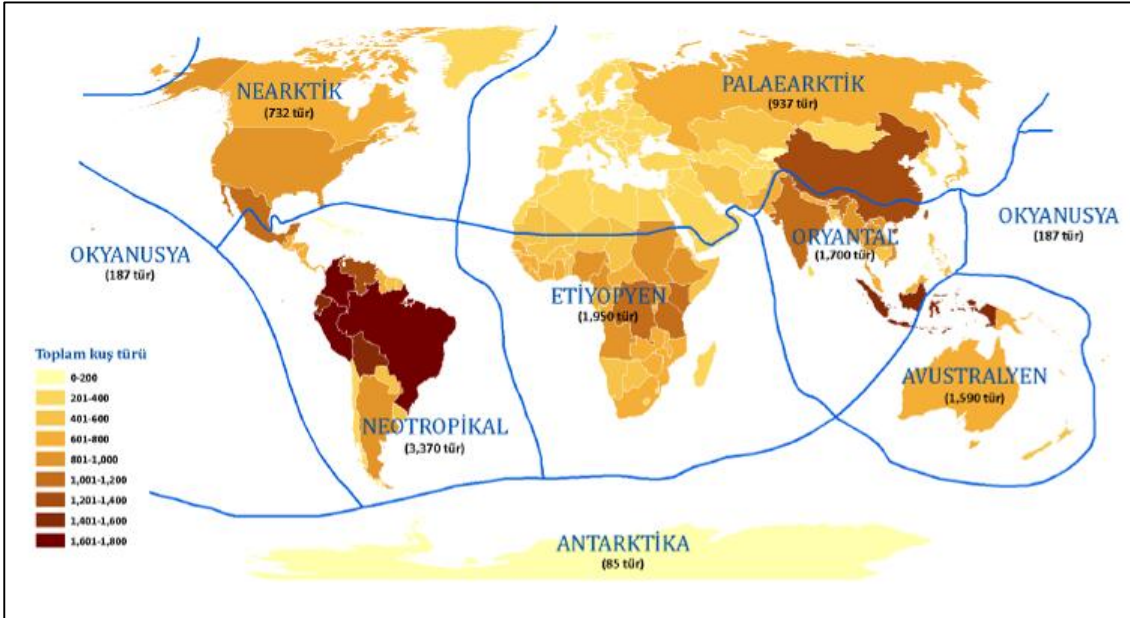 NEARKTİK
(732 tür)
PALAEARKTİK
(937 tür)
OKYANUSYA
(187 tür)
OKYANUSYA
(187 tür)
ORYANTAL
(1,700 tür)
ETİYOPYEN
(1,950 tür)
AVUSTRALYEN
(1,590 tür)
NEOTROPİKAL
(3,370 tür)
ANTARKTİKA
(85 tür)
Toplam kuş türü
0-200
201-400
401-600
601-800
801-1,000
1,001-1,200
1,201-1,400
1,401-1,600
1,601-1,800